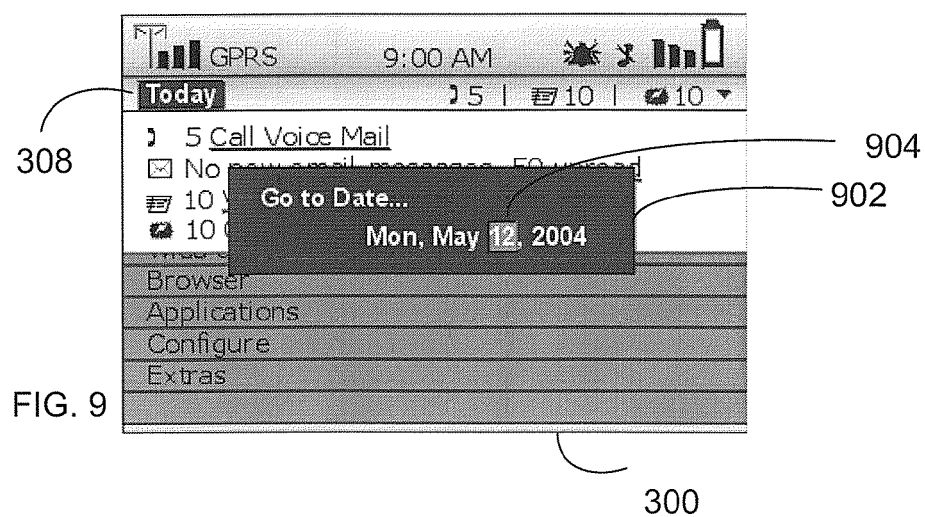 GPRS 9:00 AM
Today 5 | 10 | 10
308
5 Call Voice Mail
No new email messages, 50 unread
904
902
10
10
Go to Date...
Mon, May 12, 2004
Browser
Applications
Configure
Extras
FIG. 9
300